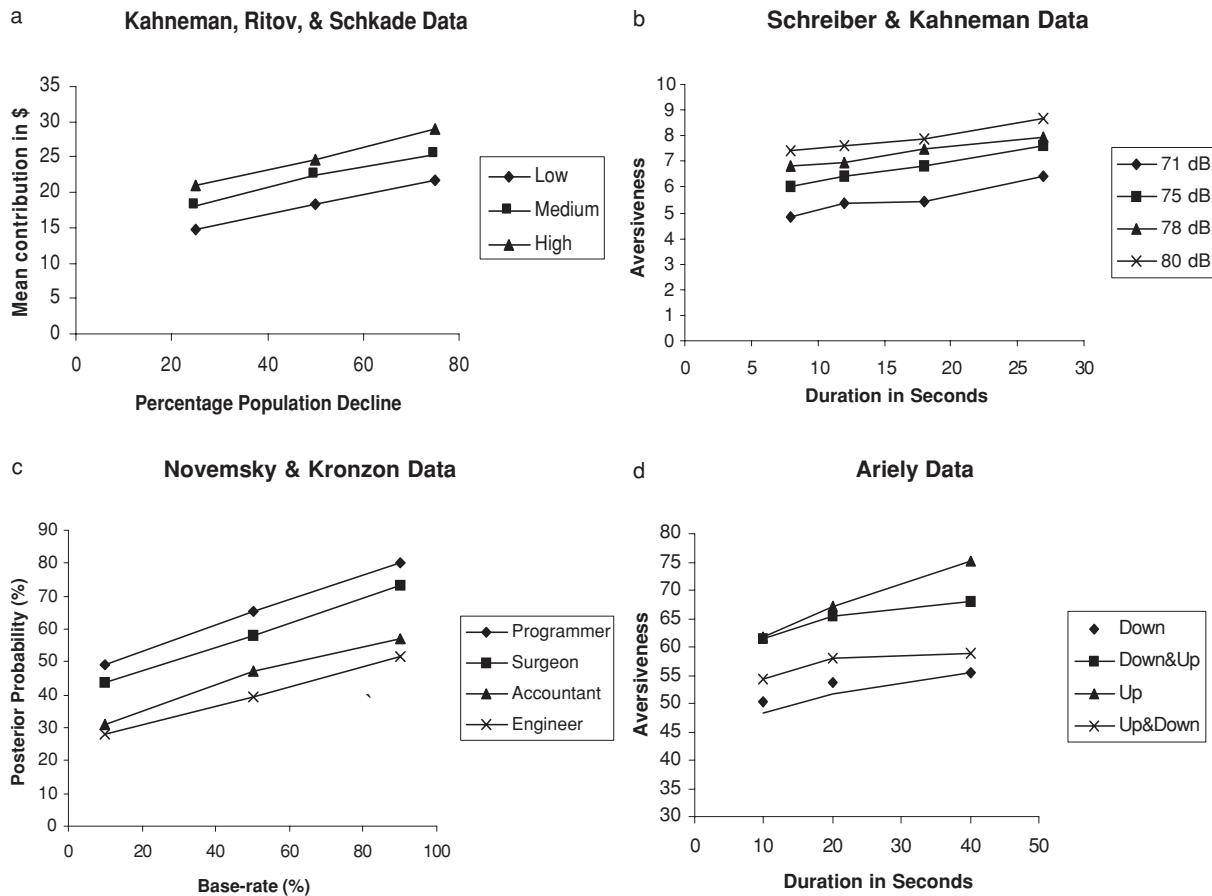 a
Kahneman, Ritov, & Schkade Data
Mean contribution in $
35
30
25
20
15
10
5
0
0 20 40 60 80
Percentage Population Decline
Low
Medium
High
b
Schreiber & Kahneman Data
Aversiveness
10
9
8
7
6
5
4
3
2
1
0
0 5 10 15 20 25 30
Duration in Seconds
71 dB
75 dB
78 dB
80 dB
c
Novemsky & Kronzon Data
Posterior Probability (%)
90
80
70
60
50
40
30
20
10
0
0 20 40 60 80 100
Base-rate (%)
Programmer
Surgeon
Accountant
Engineer
d
Ariely Data
Aversiveness
80
75
70
65
60
55
50
45
40
35
30
0 10 20 30 40 50
Duration in Seconds
Down
Down&Up
Up
Up&Down